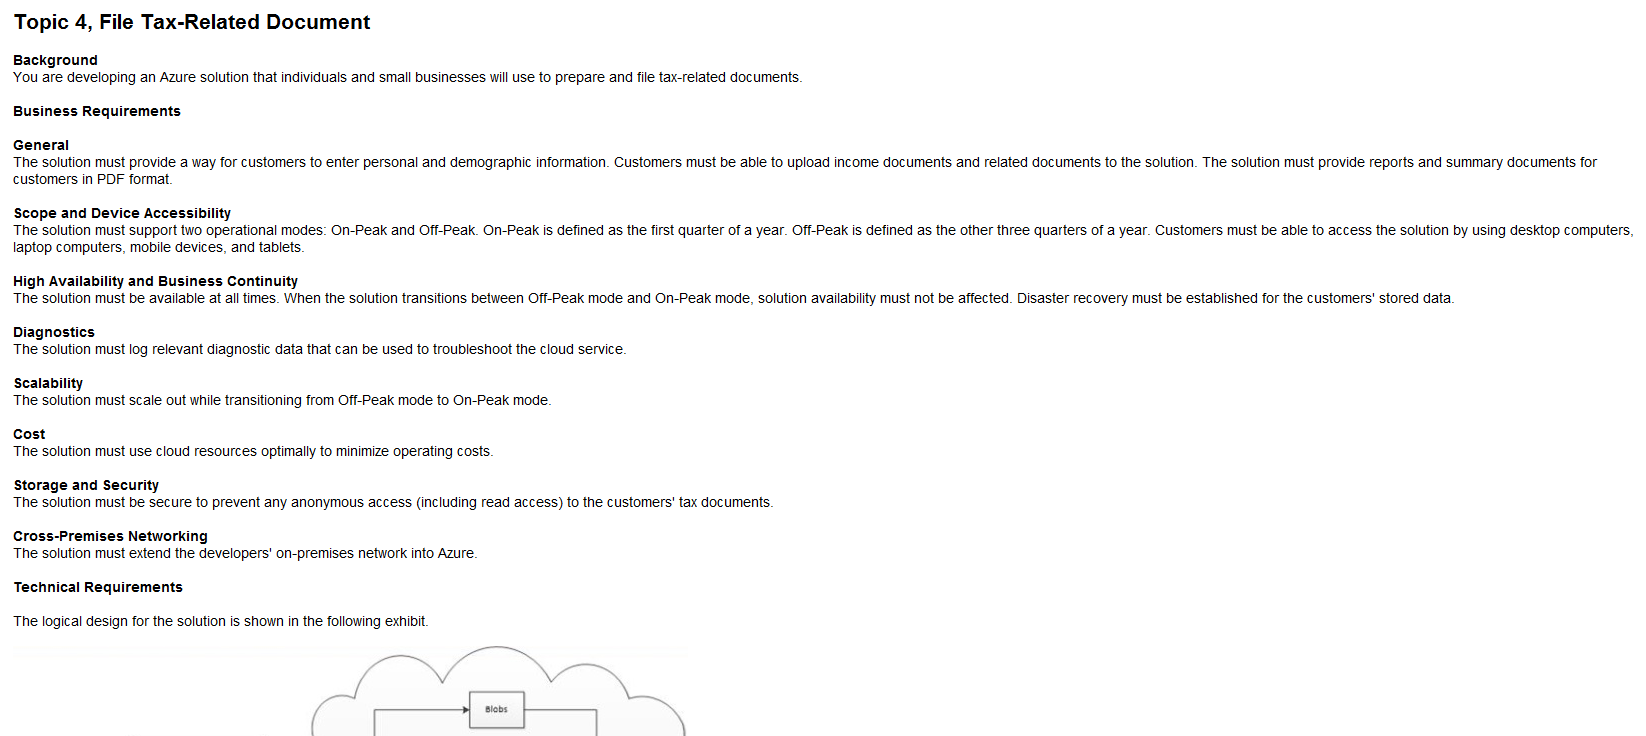 Topic 4, File Tax-Related Document
Background
You are developing an Azure solution that individuals and small businesses will use to prepare and file tax-related documents.
Business Requirements
General
The solution must provide a way for customers to enter personal and demographic information. Customers must be able to upload income documents and related documents to the solution. The solution must provide reports and summary documents for
customers in PDF format.
Scope and Device Accessibility
The solution must support two operational modes: On-Peak and Off-Peak. On-Peak is defined as the first quarter of a year. Off-Peak is defined as the other three quarters of a year. Customers must be able to access the solution by using desktop computers,
laptop computers, mobile devices, and tablets.
High Availability and Business Continuity
The solution must be available at all times. When the solution transitions between Off-Peak mode and On-Peak mode, solution availability must not be affected. Disaster recovery must be established for the customers' stored data.
Diagnostics
The solution must log relevant diagnostic data that can be used to troubleshoot the cloud service.
Scalability
The solution must scale out while transitioning from Off-Peak mode to On-Peak mode.
Cost
The solution must use cloud resources optimally to minimize operating costs.
Storage and Security
The solution must be secure to prevent any anonymous access (including read access) to the customers' tax documents.
Cross-Premises Networking
The solution must extend the developers' on-premises network into Azure.
Technical Requirements
The logical design for the solution is shown in the following exhibit.
Blobs